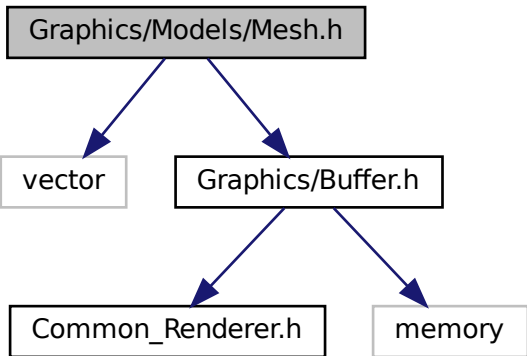 Graphics/Models/Mesh.h
vector
Graphics/Buffer.h
Common_Renderer.h
memory